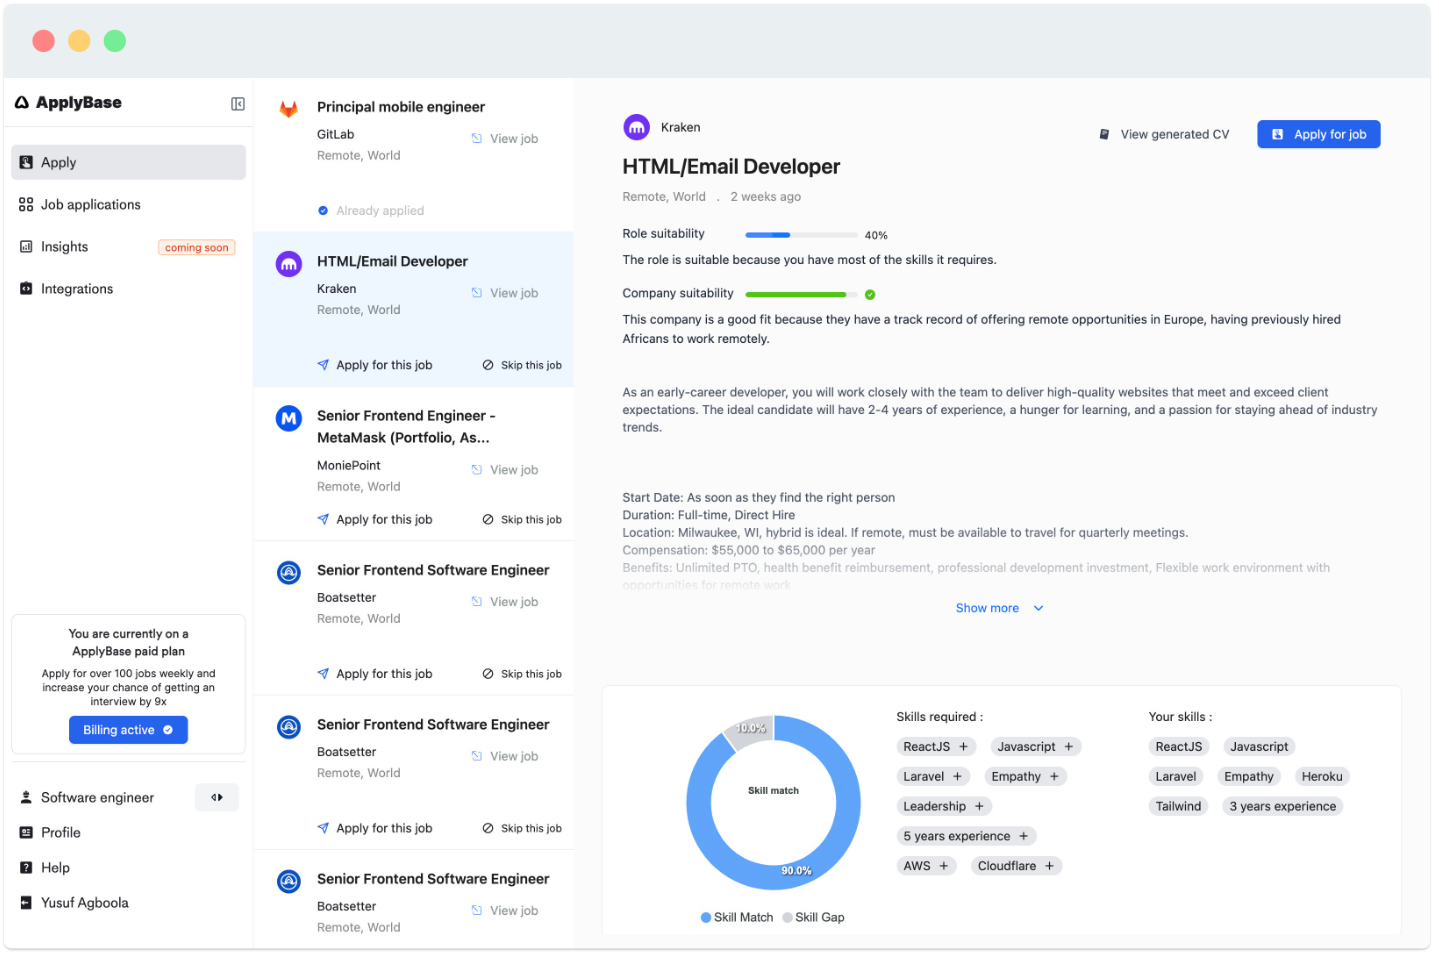 ApplyBase
Apply
Job applications
Insights
coming soon
Integrations
You are currently on a
ApplyBase paid plan
Apply for over 100 jobs weekly and
increase your chance of getting an
interview by 9x
Billing active
Software engineer
Profile
Help
Yusuf Agboola
Principal mobile engineer
GitLab
View job
Remote, World
Already applied
HTML/Email Developer
Kraken
View job
Remote, World
Apply for this job
Skip this job
Senior Frontend Engineer -
MetaMask (Portfolio, As...
MoniePoint
View job
Remote, World
Apply for this job
Skip this job
Senior Frontend Software Engineer
Boatsetter
View job
Remote, World
Apply for this job
Skip this job
Senior Frontend Software Engineer
Boatsetter
View job
Remote, World
Apply for this job
Skip this job
Senior Frontend Software Engineer
Boatsetter
View job
Remote, World
Kraken
View generated CV
Apply for job
HTML/Email Developer
Remote, World . 2 weeks ago
Role suitability 40%
The role is suitable because you have most of the skills it requires.
Company suitability
This company is a good fit because they have a track record of offering remote opportunities in Europe, having previously hired
Africans to work remotely.
As an early-career developer, you will work closely with the team to deliver high-quality websites that meet and exceed client
expectations. The ideal candidate will have 2-4 years of experience, a hunger for learning, and a passion for staying ahead of industry
trends.
Start Date: As soon as they find the right person
Duration: Full-time, Direct Hire
Location: Milwaukee, WI, hybrid is ideal. If remote, must be available to travel for quarterly meetings.
Compensation: $55,000 to $65,000 per year
Benefits: Unlimited PTO, health benefit reimbursement, professional development investment, Flexible work environment with
opportunities for remote work
Show more
10.0%
Skill match
90.0%
Skill Match Skill Gap
Skills required :
ReactJS + Javascript +
Laravel + Empathy +
Leadership +
5 years experience +
AWS + Cloudflare +
Your skills :
ReactJS Javascript
Laravel Empathy Heroku
Tailwind 3 years experience